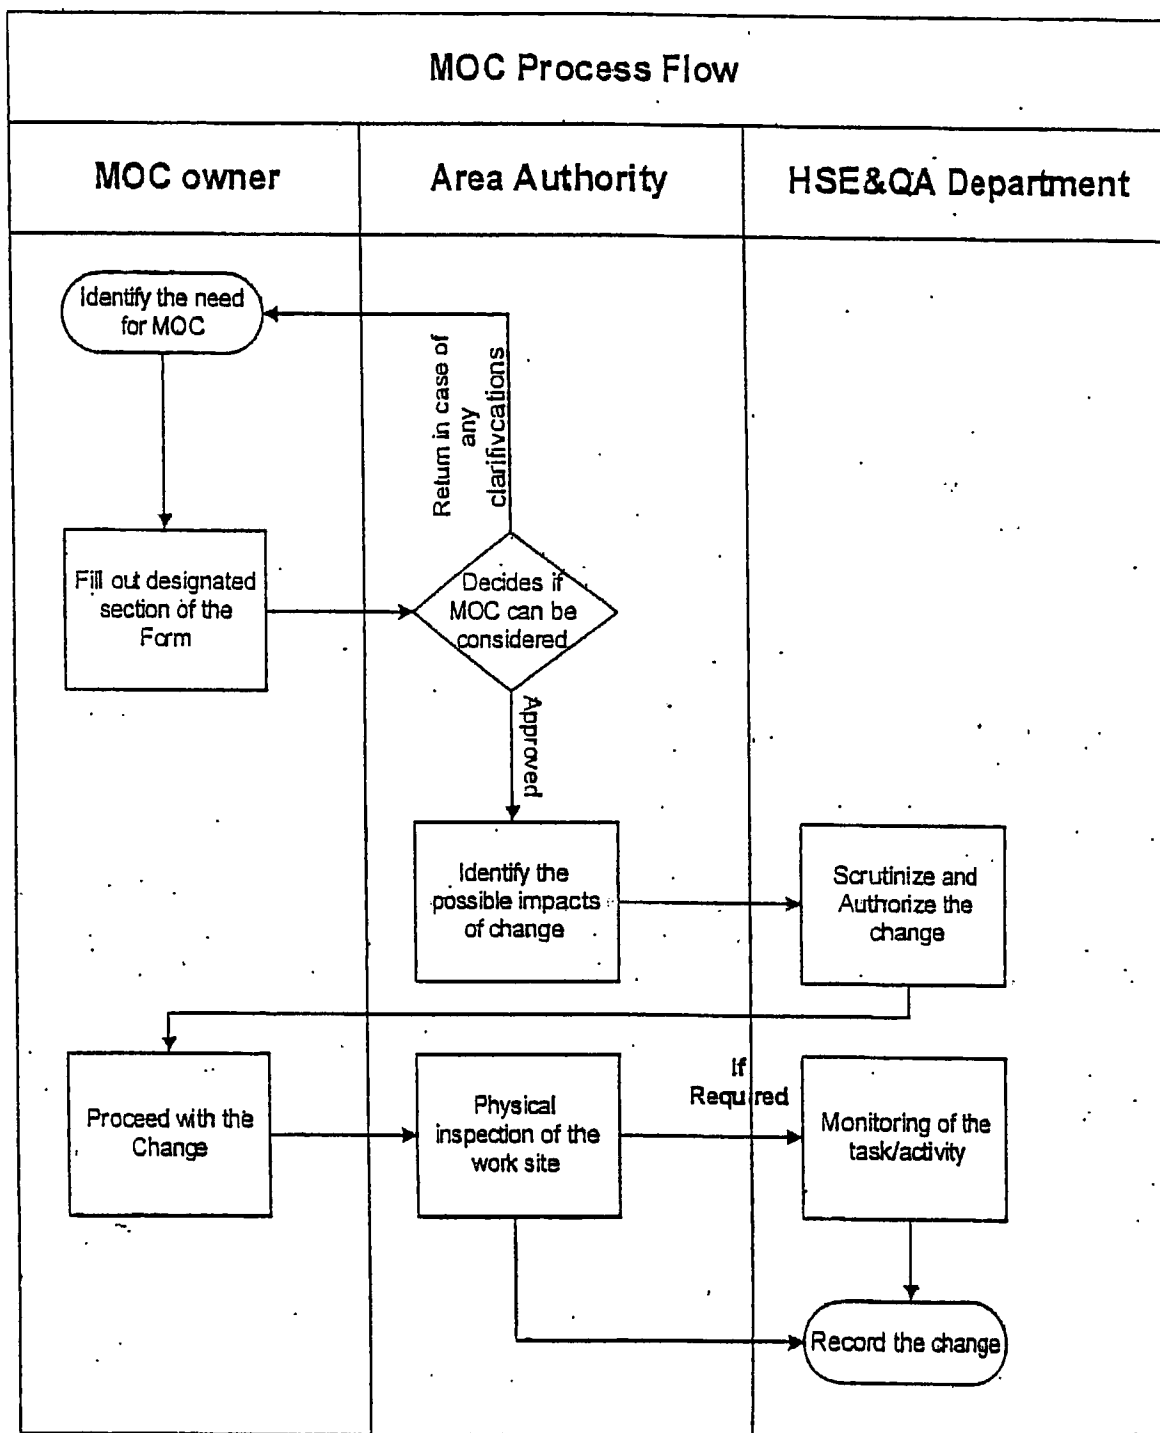 MOC Process Flow
MOC owner
Area Authority
HSE&QA Department
Identify the need
for MOC
Return in case of
any
clarifivcations
Fill out designated
section of the
Form
Decides if
MOC can be
considered
Approved
Identify the
possible impacts
of change
Scrutinize and
Authorize the
change
Proceed with the
Change
Physical
inspection of the
work site
If
Required
Monitoring of the
task/activity
Record the change